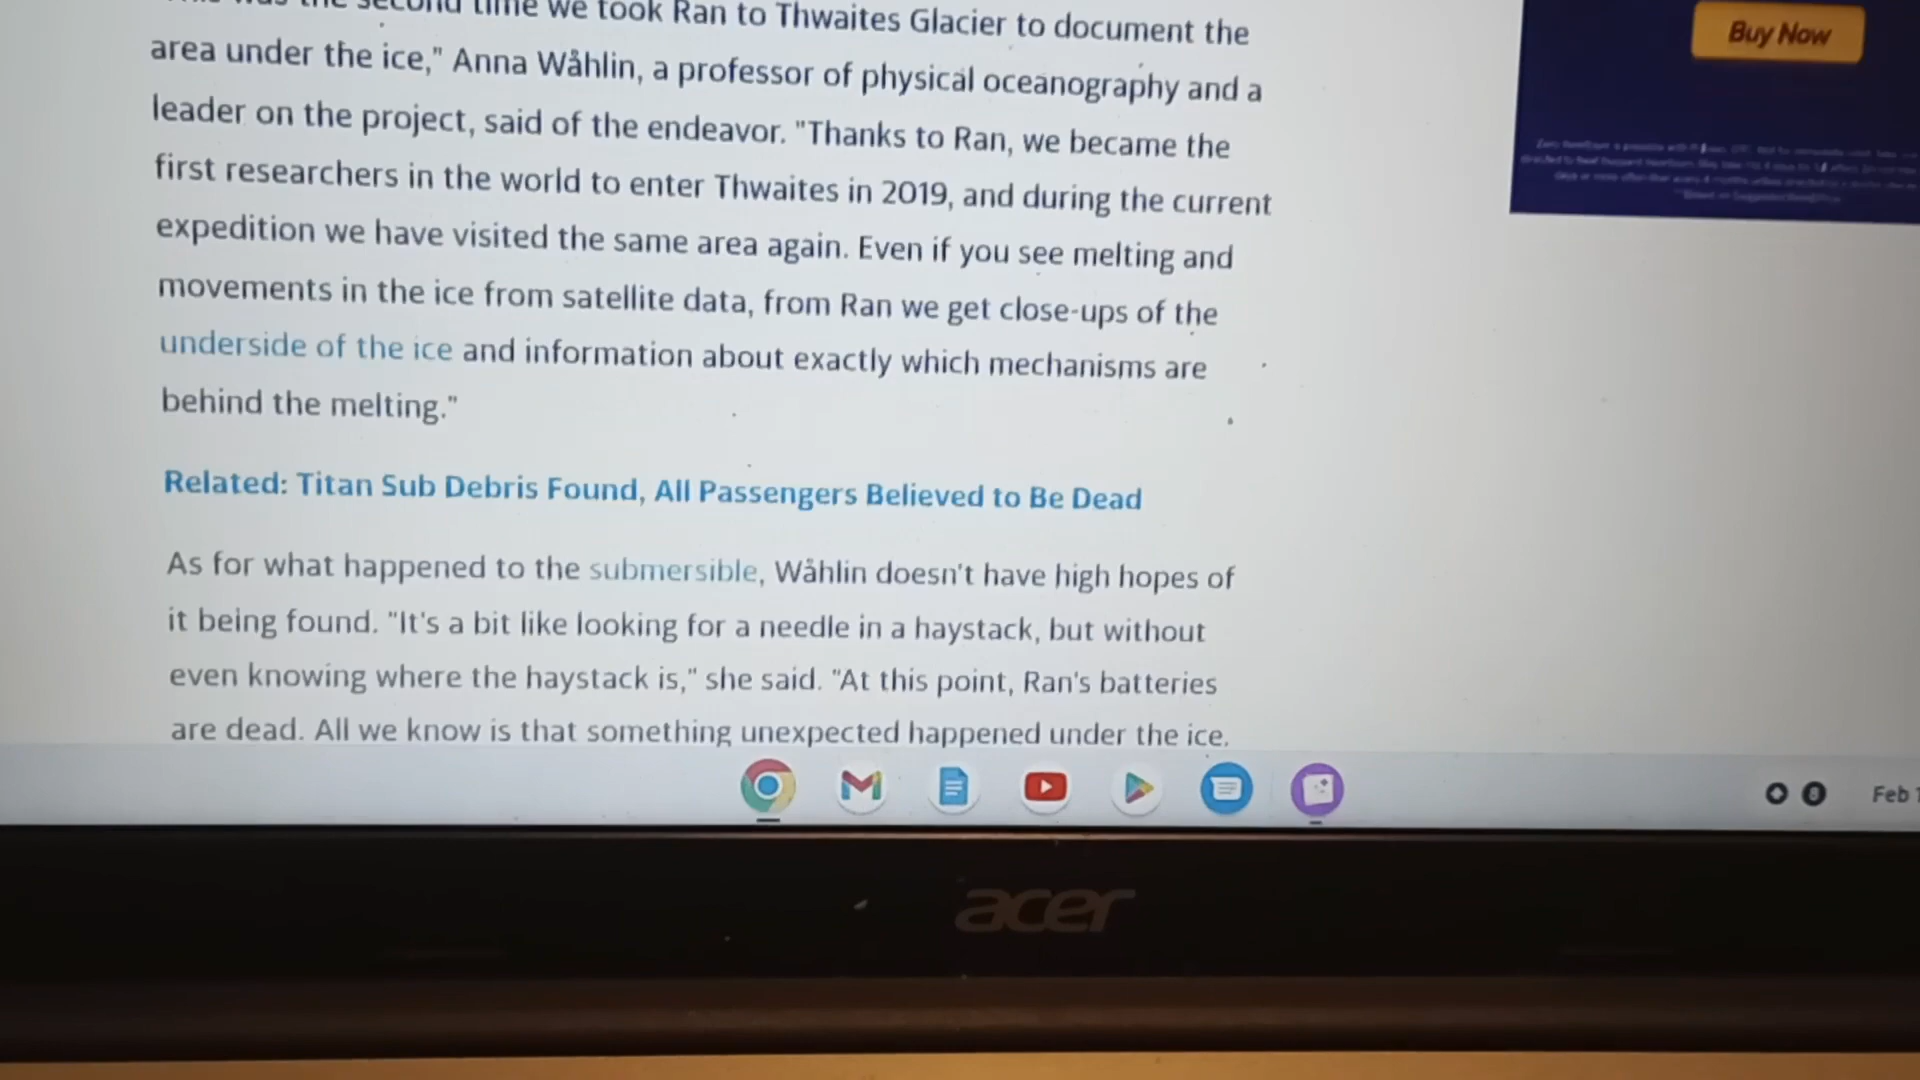 second time we took Ran to Thwaites Glacier to document the
area under the ice," Anna Wåhlin, a professor of physical oceanography and a
leader on the project, said of the endeavor. "Thanks to Ran, we became the
first researchers in the world to enter Thwaites in 2019, and during the current
expedition we have visited the same area again. Even if you see melting and
movements in the ice from satellite data, from Ran we get close-ups of the
underside of the ice and information about exactly which mechanisms are
behind the melting."
Related: Titan Sub Debris Found, All Passengers Believed to Be Dead
As for what happened to the submersible, Wåhlin doesn't have high hopes of
it being found. "It's a bit like looking for a needle in a haystack, but without
even knowing where the haystack is," she said. "At this point, Ran's batteries
are dead. All we know is that something unexpected happened under the ice.
Buy Now
Feb
acer